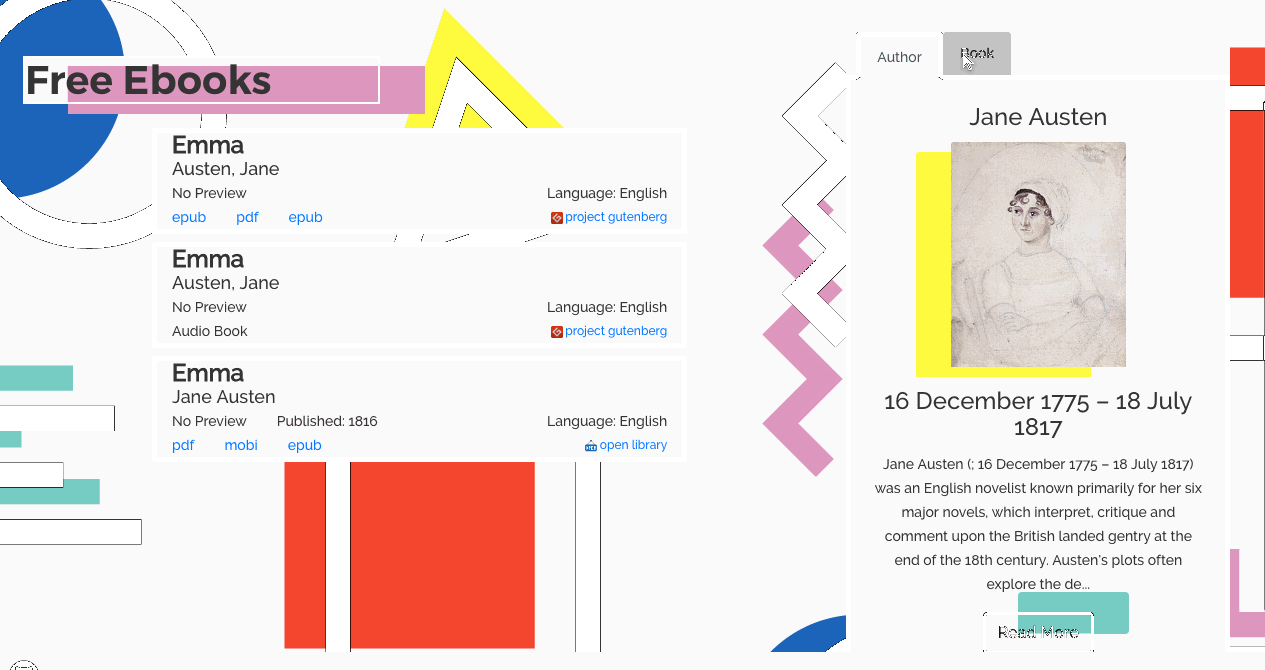 Free Ebooks
Emma
Austen, Jane
No Preview Language: English
epub pdf epub project gutenberg
Emma
Austen, Jane
No Preview Language: English
Audio Book project gutenberg
Emma
Jane Austen
No Preview Published: 1816 Language: English
pdf mobi epub open library
Author Book
Jane Austen
16 December 1775 – 18 July
1817
Jane Austen (; 16 December 1775 – 18 July 1817)
was an English novelist known primarily for her six
major novels, which interpret, critique and
comment upon the British landed gentry at the
end of the 18th century. Austen's plots often
explore the de...
Read More